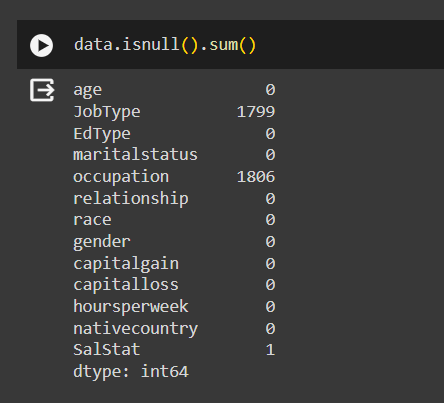 data.isnull().sum()
age 0
JobType 1799
EdType 0
maritalstatus 0
occupation 1806
relationship 0
race 0
gender 0
capitalgain 0
capitalloss 0
hoursperweek 0
nativecountry 0
SalStat 1
dtype: int64